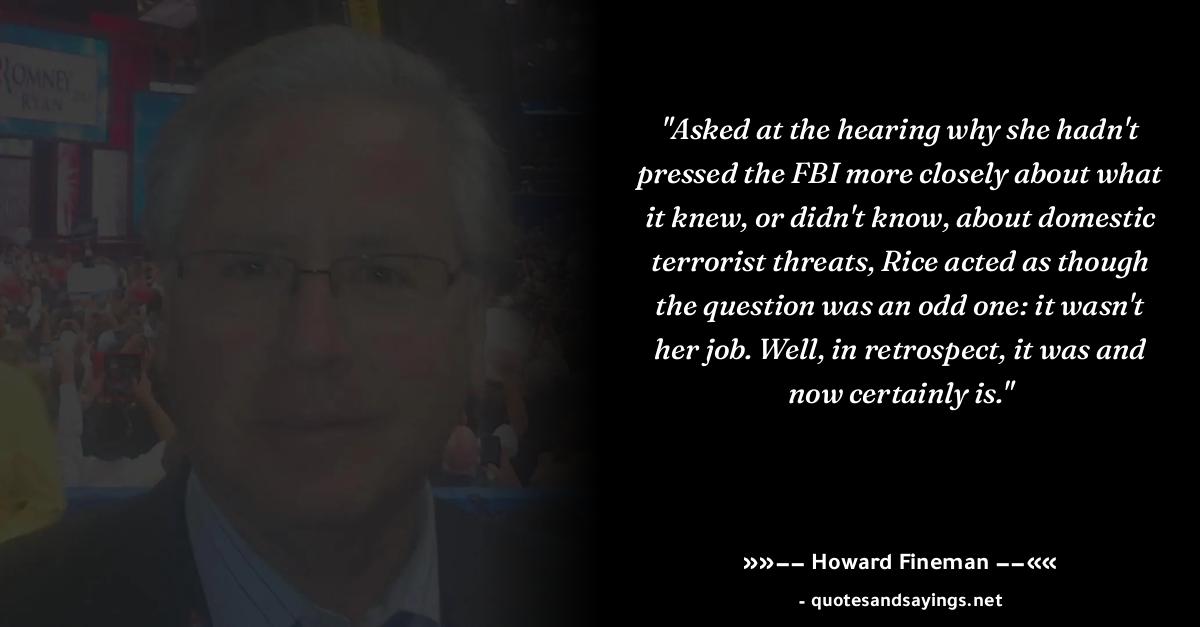 ROMNEY
RYAN
"Asked at the hearing why she hadn't
pressed the FBI more closely about what
it knew, or didn't know, about domestic
terrorist threats, Rice acted as though
the question was an odd one: it wasn't
her job. Well, in retrospect, it was and
now certainly is."
»»–– Howard Fineman ––««
- quotesandsayings.net